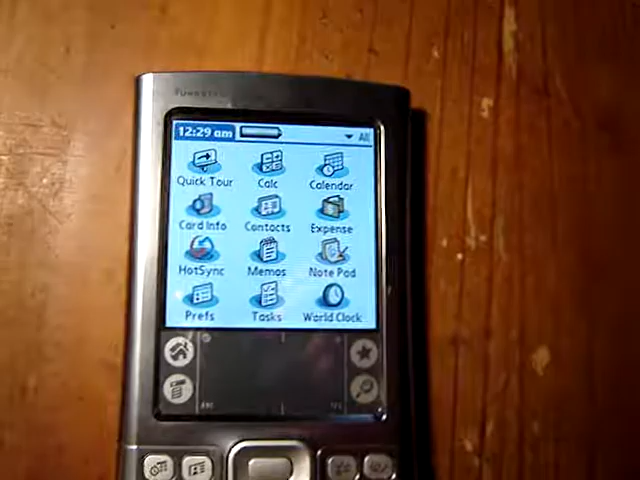 12:29 am All
Quick Tour Calc Calendar
Card Info Contacts Expense
HotSync Memos Note Pad
Prefs Tasks World Clock